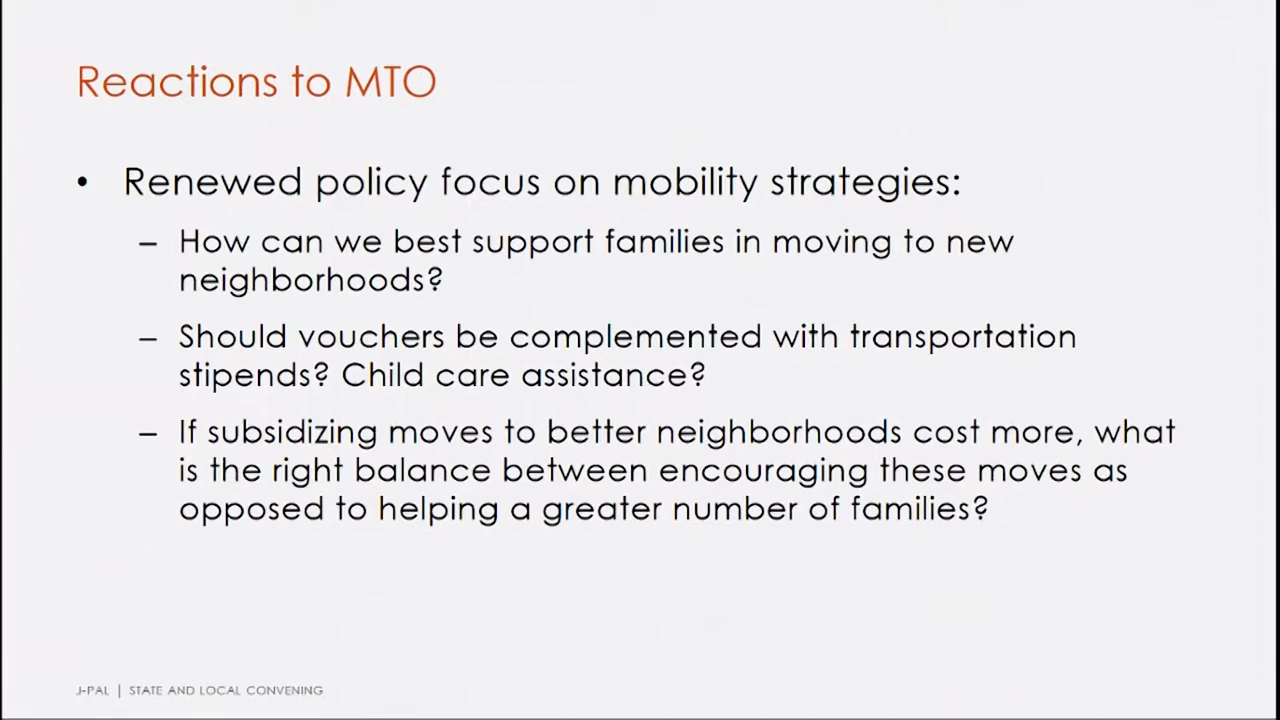 Reactions to MTO
• Renewed policy focus on mobility strategies:
– How can we best support families in moving to new
neighborhoods?
– Should vouchers be complemented with transportation
stipends? Child care assistance?
– If subsidizing moves to better neighborhoods cost more, what
is the right balance between encouraging these moves as
opposed to helping a greater number of families?
J-PAL | STATE AND LOCAL CONVENING